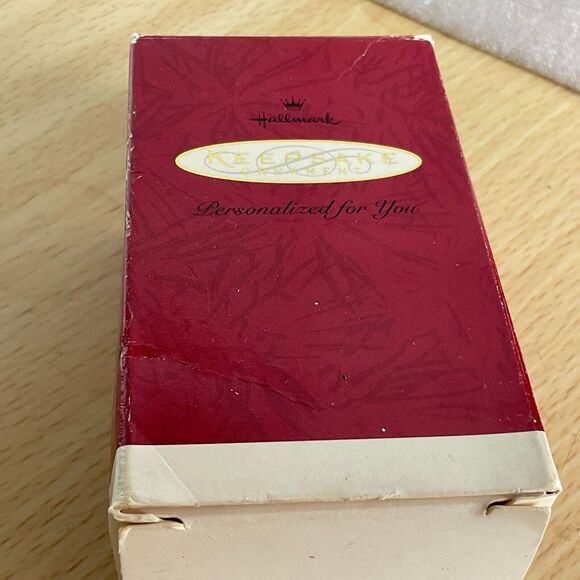 Hallmark
KEEPSAKE
ORNAMENT
Personalized for You